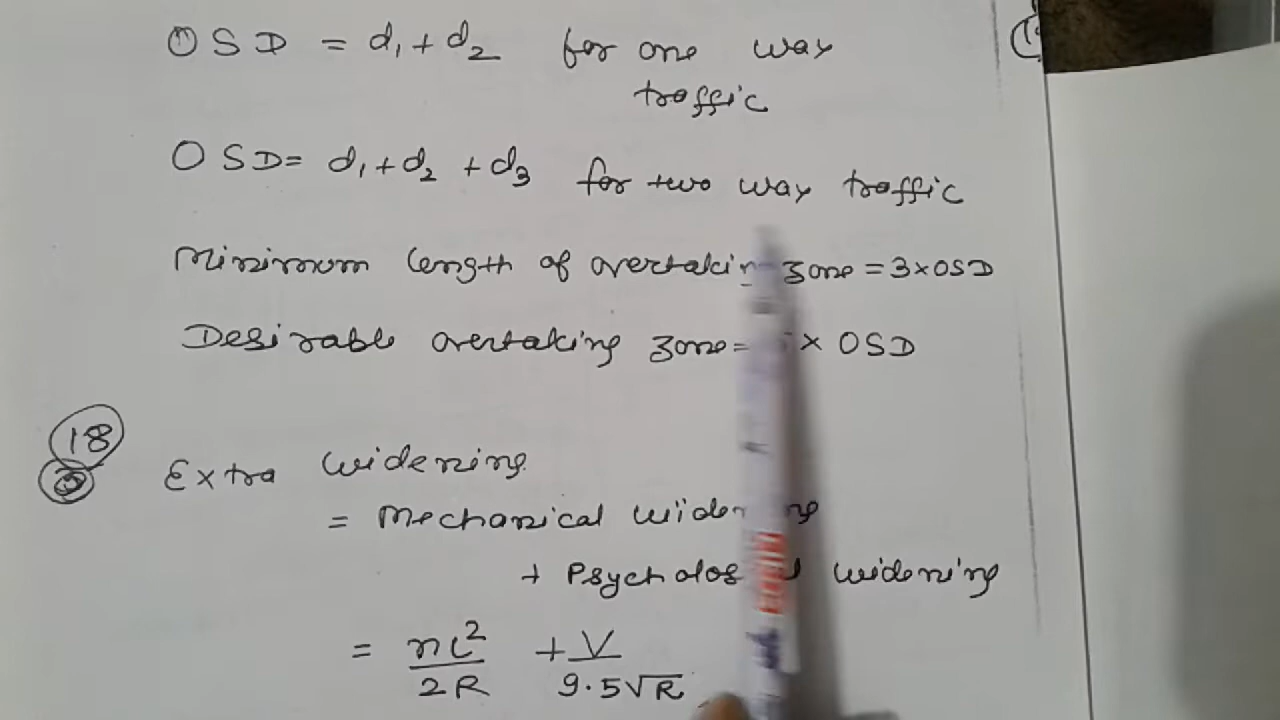 OSD = d₁ + d₂ for one way
traffic
OSD = d₁ + d₂ + d₃ for two way traffic
Minimum length of overtaking zone = 3 × OSD
Desirable overtaking zone = × OSD
18
Extra widening
= Mechanical widening
+ widening
= nl²/2R + V/9.5√R